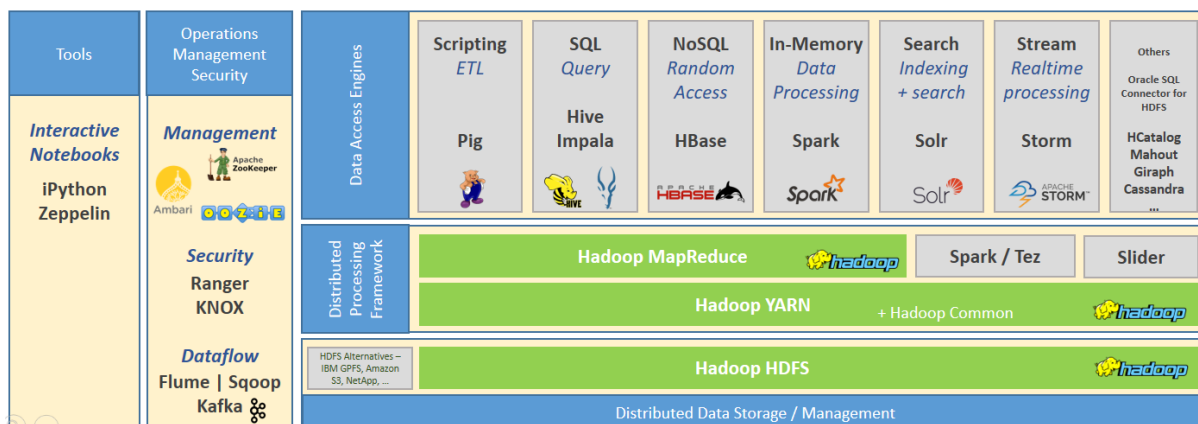 Tools
Interactive
Notebooks
iPython
Zeppelin
Operations
Management
Security
Management
Apache
ZooKeeper
Ambari
OOZIE
Security
Ranger
KNOX
Dataflow
Flume | Sqoop
Kafka
Data Access Engines
Scripting
ETL
Pig
SQL
Query
Hive
Impala
HIVE
NoSQL
Random
Access
HBase
APACHE
HBASE
In-Memory
Data
Processing
Spark
Spark
Search
Indexing
+ search
Solr
Solr
Stream
Realtime
processing
Storm
APACHE
STORM™
Others
Oracle SQL
Connector for
HDFS
HCatalog
Mahout
Giraph
Cassandra
...
Distributed
Processing
Framework
Hadoop MapReduce
hadoop
Spark / Tez
Slider
Hadoop YARN
+ Hadoop Common
hadoop
HDFS Alternatives –
IBM GPFS, Amazon
S3, NetApp, ...
Hadoop HDFS
hadoop
Distributed Data Storage / Management